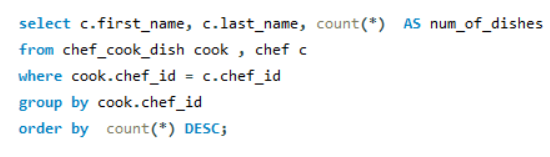 select c.first_name, c.last_name, count(*)  AS num_of_dishes
from chef_cook_dish cook , chef c
where cook.chef_id = c.chef_id
group by cook.chef_id
order by  count(*) DESC;